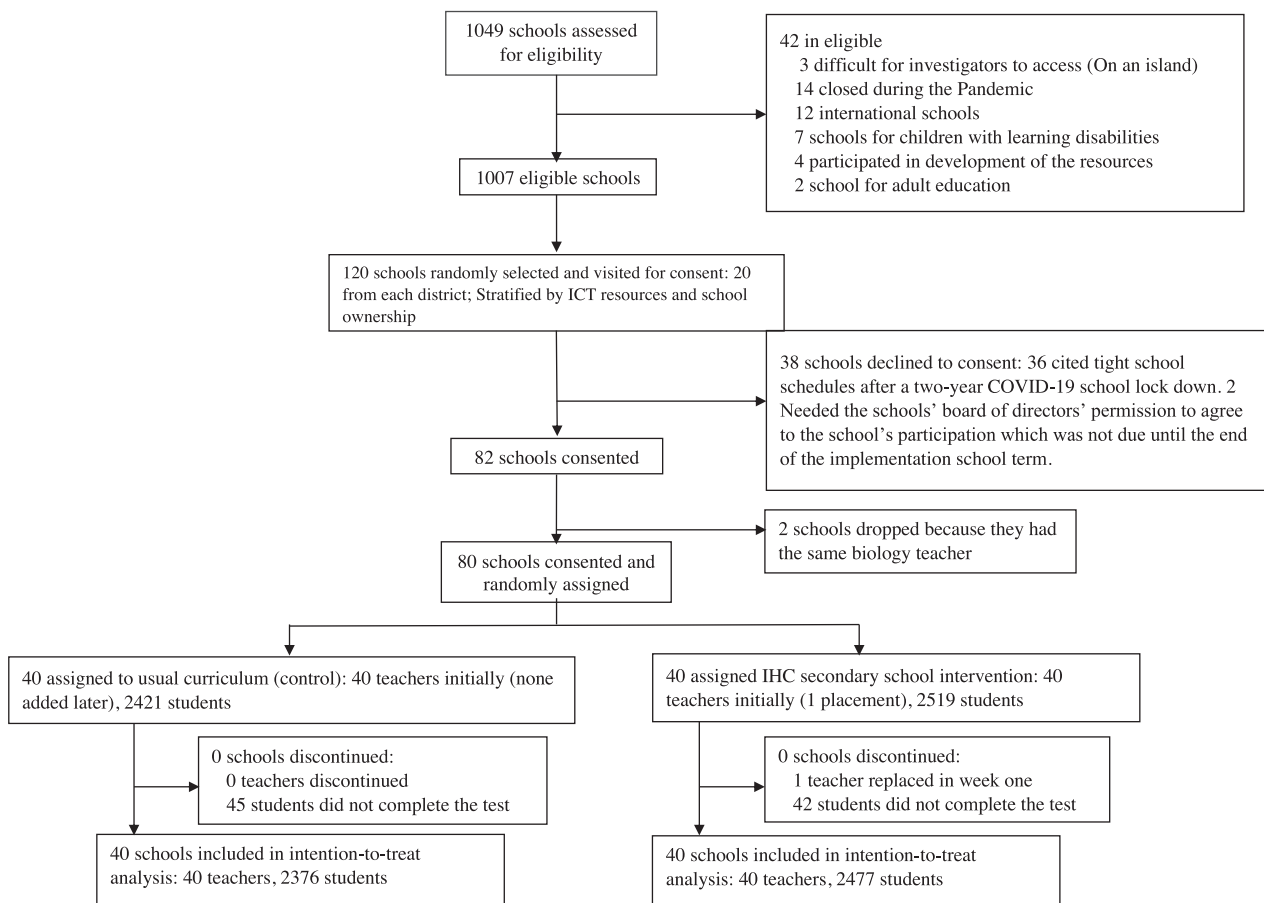 1049 schools assessed
for eligibility
42 in eligible
3 difficult for investigators to access (On an island)
14 closed during the Pandemic
12 international schools
7 schools for children with learning disabilities
4 participated in development of the resources
2 school for adult education
1007 eligible schools
120 schools randomly selected and visited for consent: 20
from each district; Stratified by ICT resources and school
ownership
38 schools declined to consent: 36 cited tight school
schedules after a two-year COVID-19 school lock down. 2
Needed the schools’ board of directors’ permission to agree
to the school’s participation which was not due until the end
of the implementation school term.
82 schools consented
2 schools dropped because they had
the same biology teacher
80 schools consented and
randomly assigned
40 assigned to usual curriculum (control): 40 teachers initially (none
added later), 2421 students
40 assigned IHC secondary school intervention: 40
teachers initially (1 placement), 2519 students
0 schools discontinued:
0 teachers discontinued
45 students did not complete the test
0 schools discontinued:
1 teacher replaced in week one
42 students did not complete the test
40 schools included in intention-to-treat
analysis: 40 teachers, 2376 students
40 schools included in intention-to-treat
analysis: 40 teachers, 2477 students